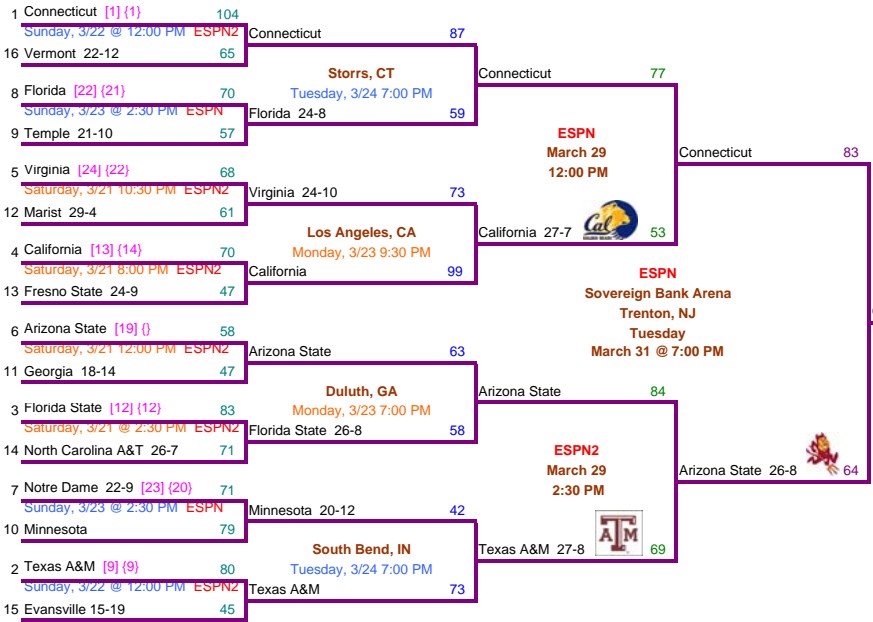 1 Connecticut [1] {1} 104
Sunday, 3/22 @ 12:00 PM ESPN2
16 Vermont 22-12 65
Connecticut 87
Storrs, CT
Tuesday, 3/24 7:00 PM
8 Florida [22] {21} 70
Sunday, 3/23 @ 2:30 PM ESPN
9 Temple 21-10 57
Florida 24-8 59
Connecticut 77
ESPN
March 29
12:00 PM
5 Virginia [24] {22} 68
Saturday, 3/21 10:30 PM ESPN2
12 Marist 29-4 61
Virginia 24-10 73
Los Angeles, CA
Monday, 3/23 9:30 PM
4 California [13] {14} 70
Saturday, 3/21 8:00 PM ESPN2
13 Fresno State 24-9 47
California 99
California 27-7 Cal 53
Connecticut 83
ESPN
Sovereign Bank Arena
Trenton, NJ
Tuesday
March 31 @ 7:00 PM
6 Arizona State [19] {} 58
Saturday, 3/21 12:00 PM ESPN2
11 Georgia 18-14 47
Arizona State 63
Duluth, GA
Monday, 3/23 7:00 PM
3 Florida State [12] {12} 83
Saturday, 3/21 @ 2:30 PM ESPN2
14 North Carolina A&T 26-7 71
Florida State 26-8 58
Arizona State 84
ESPN2
March 29
2:30 PM
7 Notre Dame 22-9 [23] {20} 71
Sunday, 3/23 @ 2:30 PM ESPN
10 Minnesota 79
Minnesota 20-12 42
South Bend, IN
Tuesday, 3/24 7:00 PM
2 Texas A&M [9] {9} 80
Sunday, 3/22 @ 12:00 PM ESPN2
15 Evansville 15-19 45
Texas A&M 73
Texas A&M 27-8 ATM 69
Arizona State 26-8 64